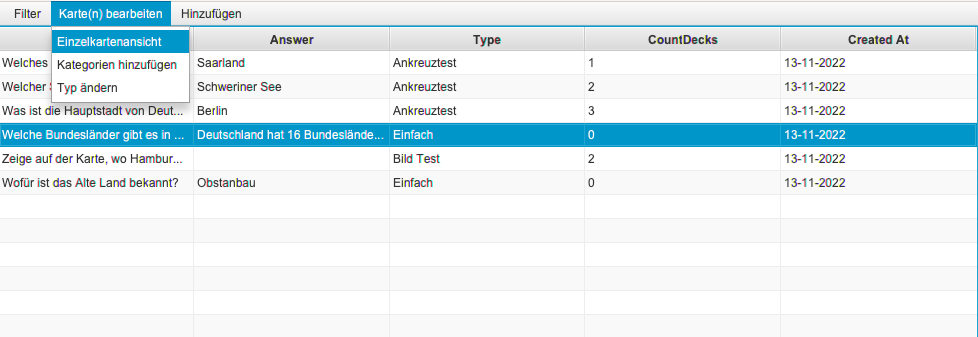 Filter Karte(n) bearbeiten Hinzufügen
Einzelkartenansicht
Kategorien hinzufügen
Typ ändern
Answer Type CountDecks Created At
Welches Saarland Ankreuztest 1 13-11-2022
Welcher Schweriner See Ankreuztest 2 13-11-2022
Was ist die Hauptstadt von Deut... Berlin Ankreuztest 3 13-11-2022
Welche Bundesländer gibt es in ... Deutschland hat 16 Bundeslände... Einfach 0 13-11-2022
Zeige auf der Karte, wo Hambur... Bild Test 2 13-11-2022
Wofür ist das Alte Land bekannt? Obstanbau Einfach 0 13-11-2022